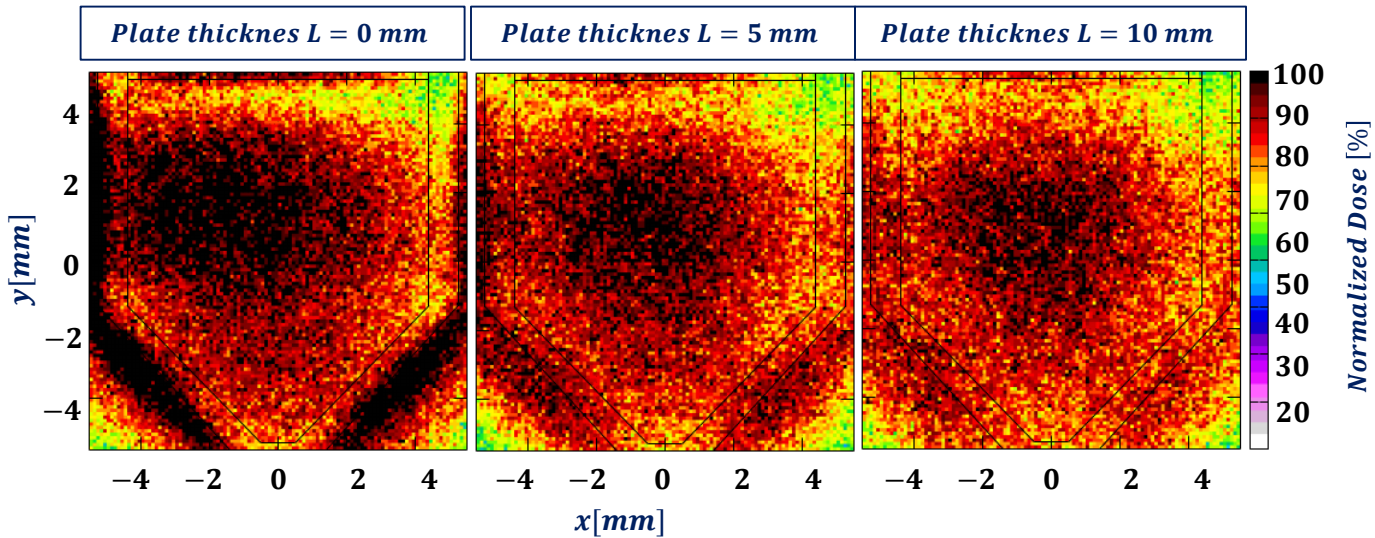 Plate thicknes L = 0 mm
Plate thicknes L = 5 mm
Plate thicknes L = 10 mm
y[mm]
4
2
0
−2
−4
−4 −2 0 2 4
−4 −2 0 2 4
−4 −2 0 2 4
x[mm]
100
90
80
70
60
50
40
30
20
Normalized Dose [%]